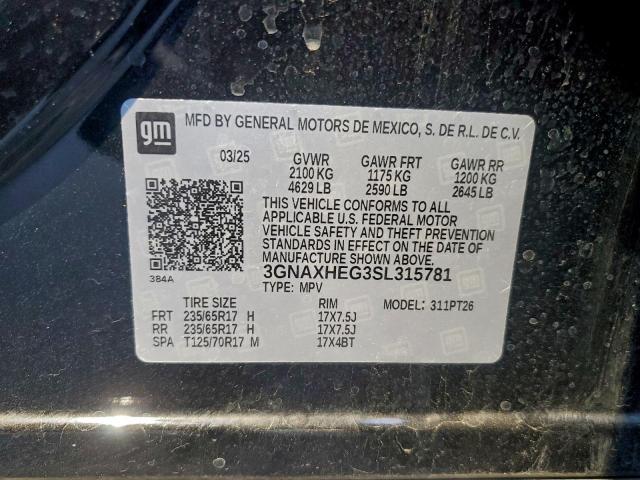 gm
MFD BY GENERAL MOTORS DE MEXICO, S. DE R.L. DE C.V.
03/25 GVWR GAWR FRT GAWR RR
2100 KG 1175 KG 1200 KG
4629 LB 2590 LB 2645 LB
THIS VEHICLE CONFORMS TO ALL
APPLICABLE U.S. FEDERAL MOTOR
VEHICLE SAFETY AND THEFT PREVENTION
STANDARDS IN EFFECT ON THE DATE OF
MANUFACTURE SHOWN ABOVE.
3GNAXHEG3SL315781
384A
TYPE: MPV
TIRE SIZE RIM MODEL: 311PT26
FRT 235/65R17 H 17X7.5J
RR 235/65R17 H 17X7.5J
SPA T125/70R17 M 17X4BT